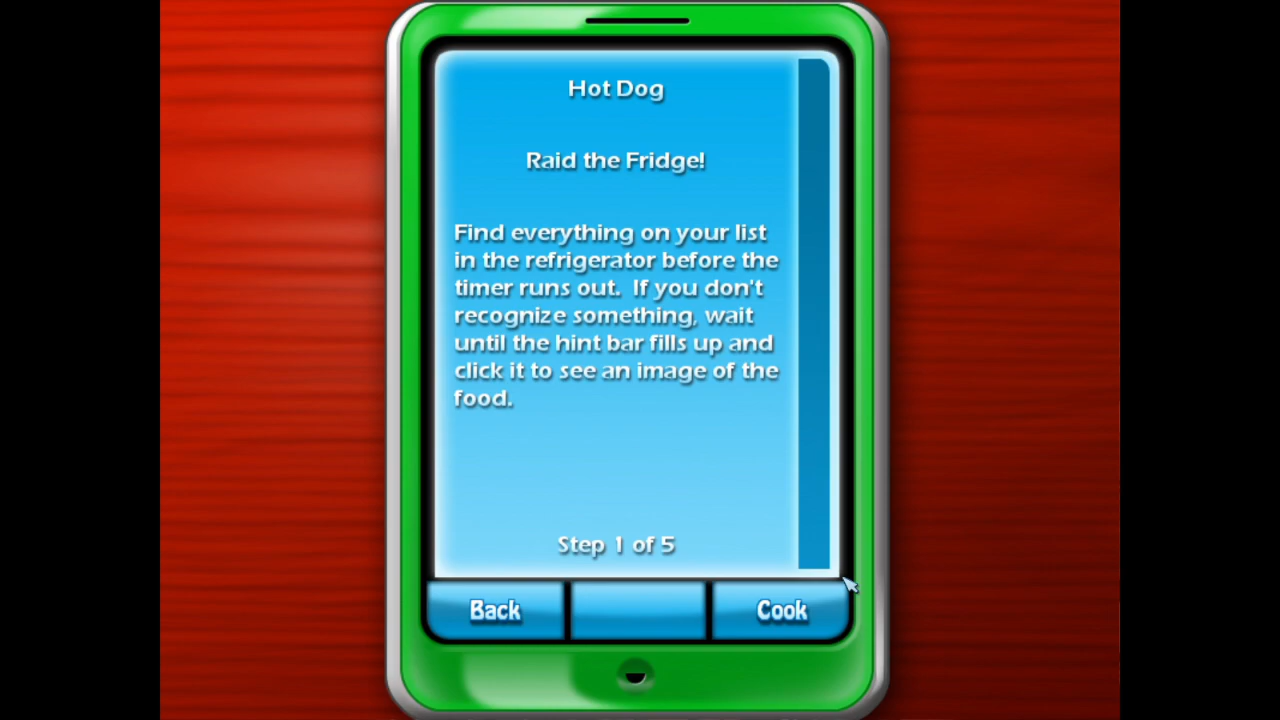 Hot Dog
Raid the Fridge!
Find everything on your list
in the refrigerator before the
timer runs out.  If you don't
recognize something, wait
until the hint bar fills up and
click it to see an image of the
food.
Step 1 of 5
Back
Cook